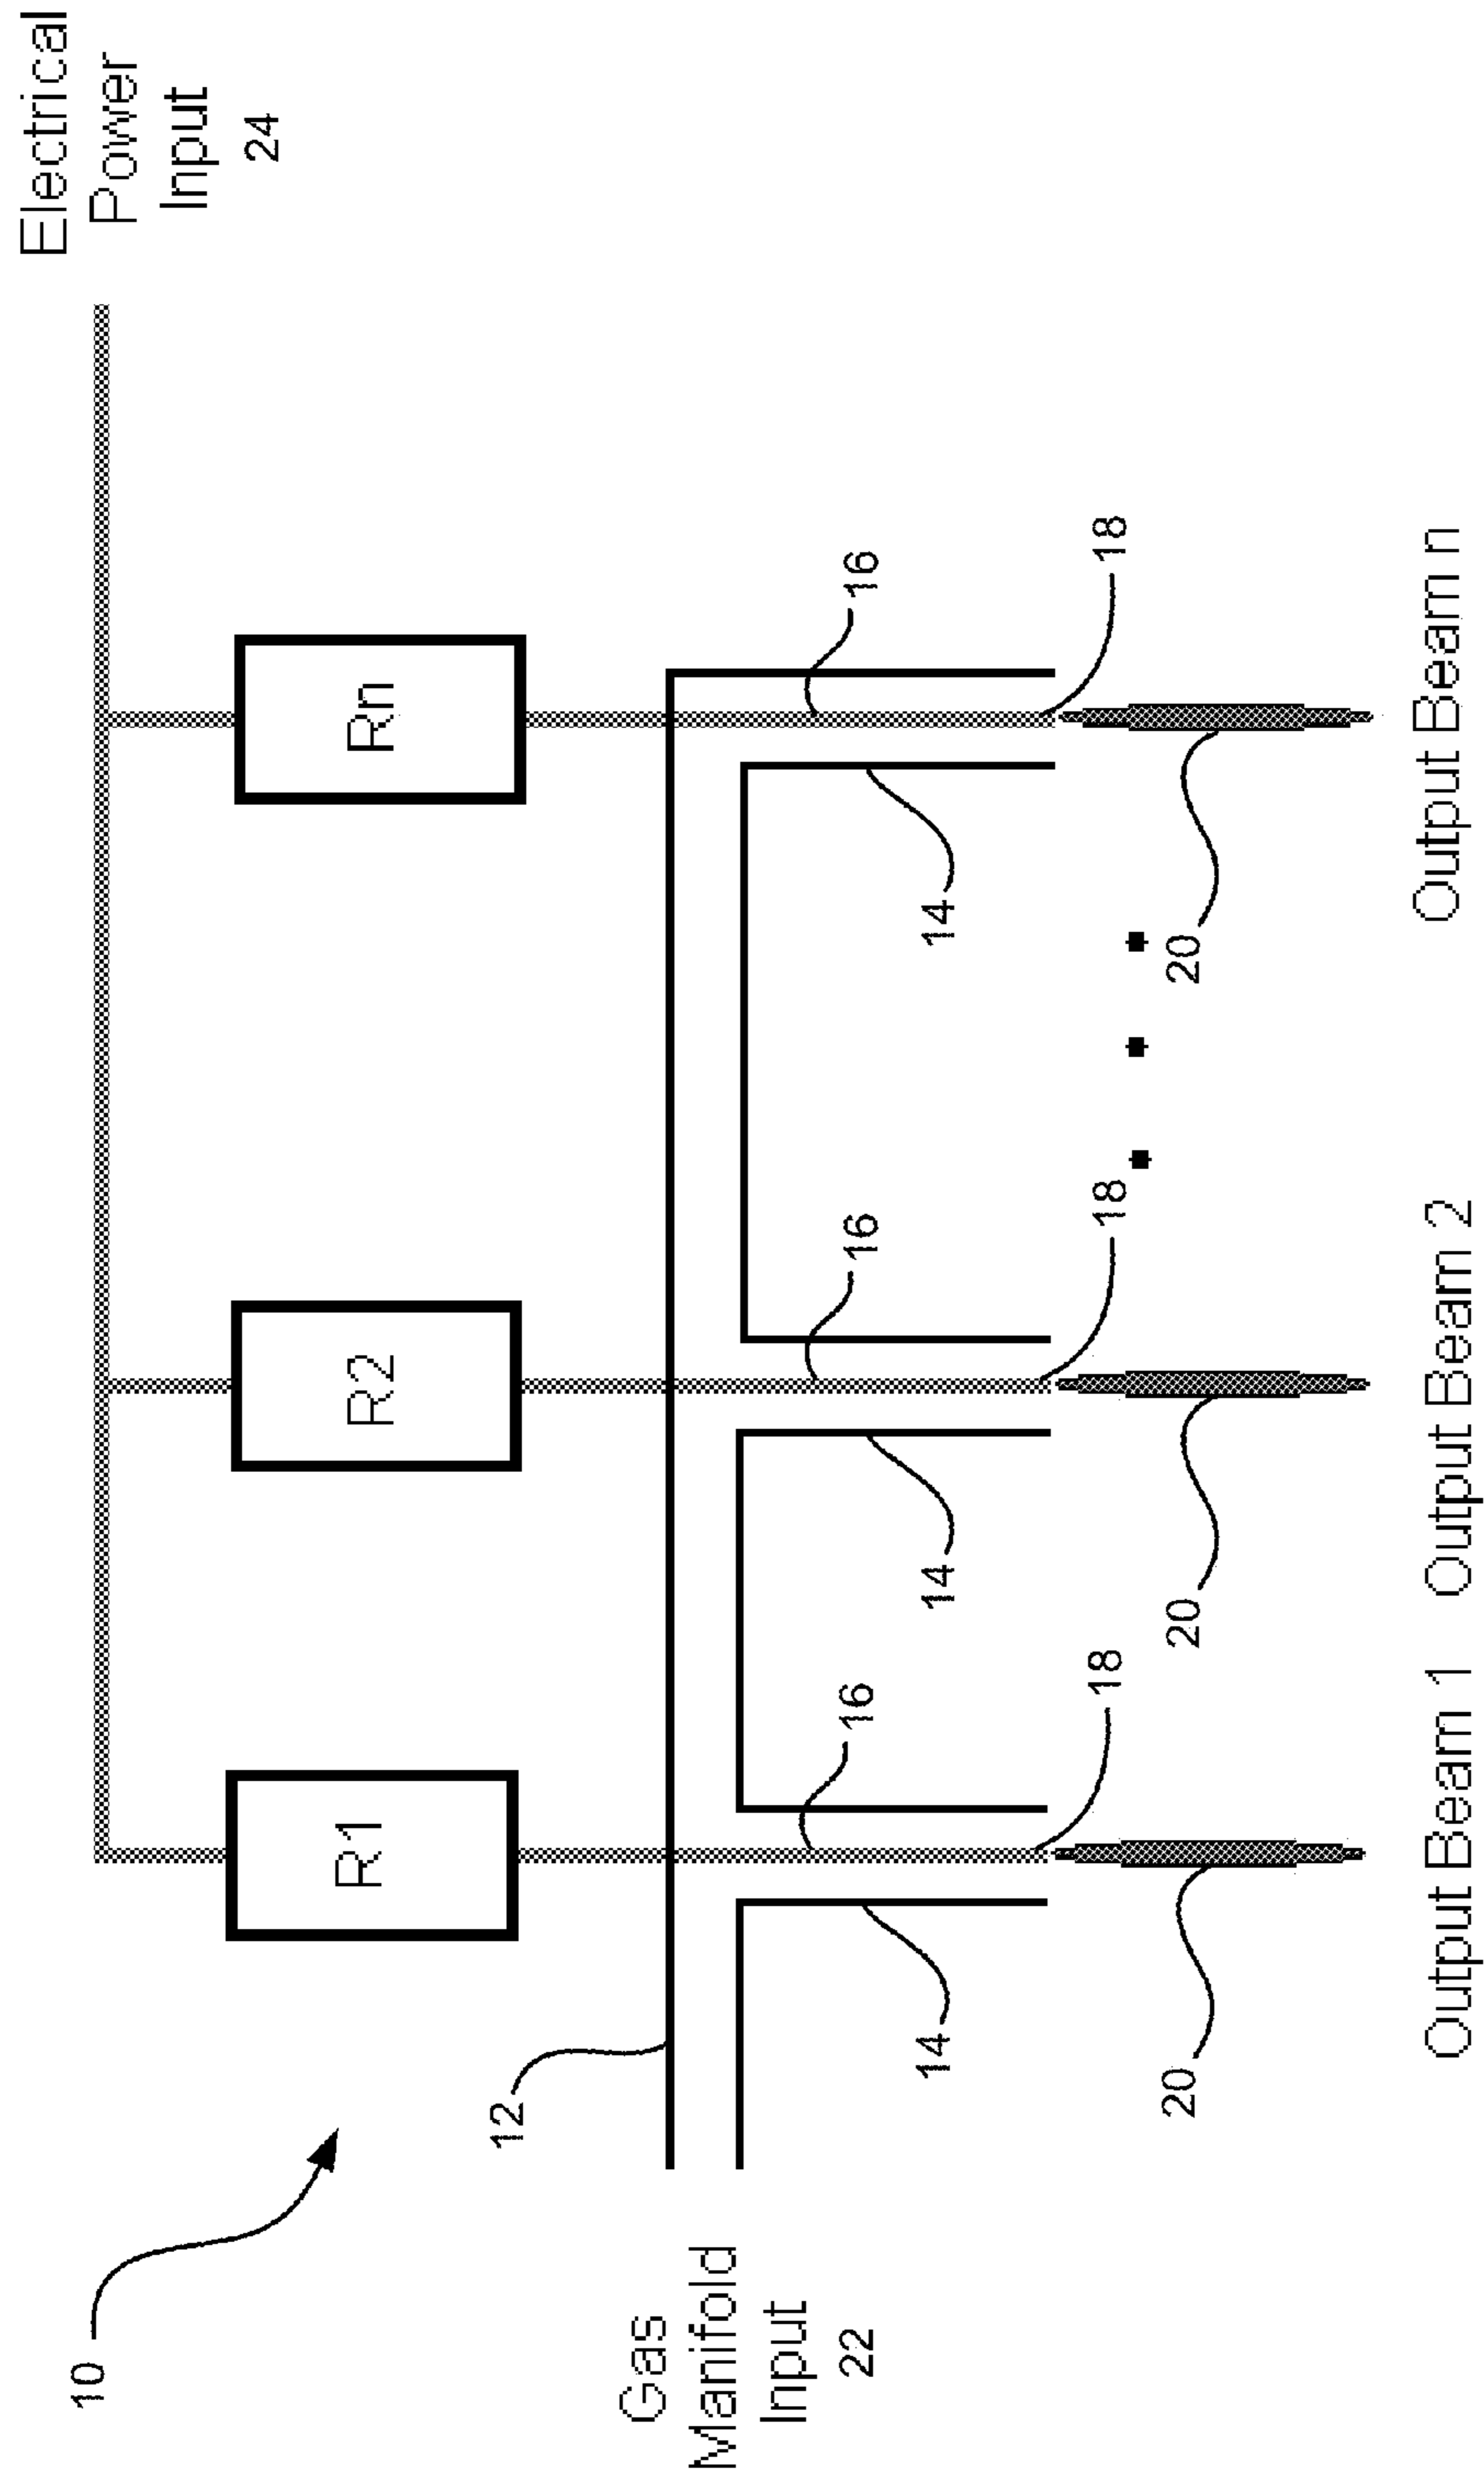 10
Electrical
Power
Input
24
R1
R2
Rn
12
Gas
Manifold
Input
22
16
16
16
14
14
14
18
18
18
20
20
20
Output Beam 1
Output Beam 2
Output Beam n